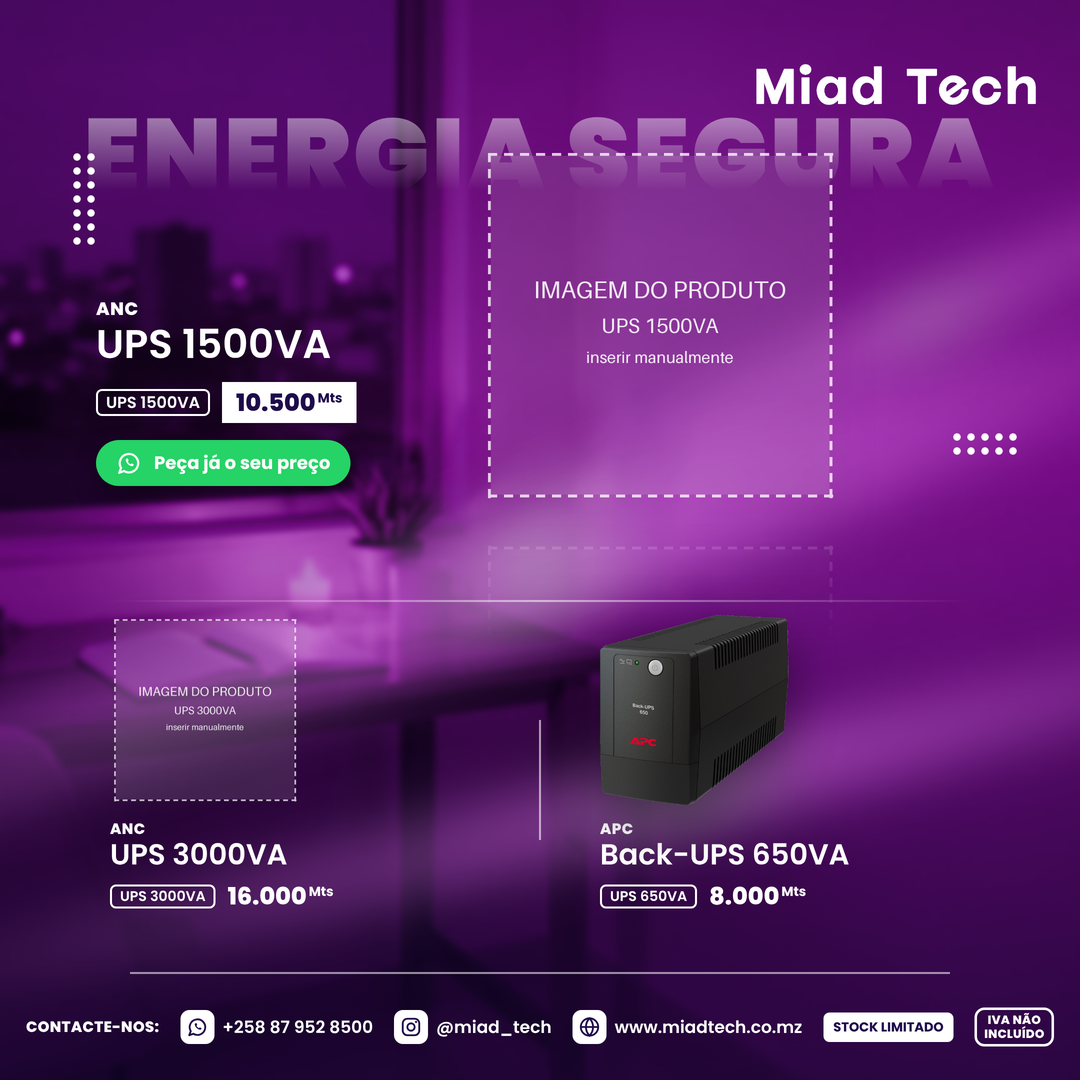 Miad Tech
ENERGIA SEGURA
IMAGEM DO PRODUTO
UPS 1500VA
inserir manualmente
ANC
UPS 1500VA
UPS 1500VA 10.500 Mts
Peça já o seu preço
IMAGEM DO PRODUTO
UPS 3000VA
inserir manualmente
Back-UPS
650
APC
ANC
UPS 3000VA
UPS 3000VA 16.000 Mts
APC
Back-UPS 650VA
UPS 650VA 8.000 Mts
CONTACTE-NOS: +258 87 952 8500 @miad_tech www.miadtech.co.mz STOCK LIMITADO
IVA NÃO
INCLUÍDO